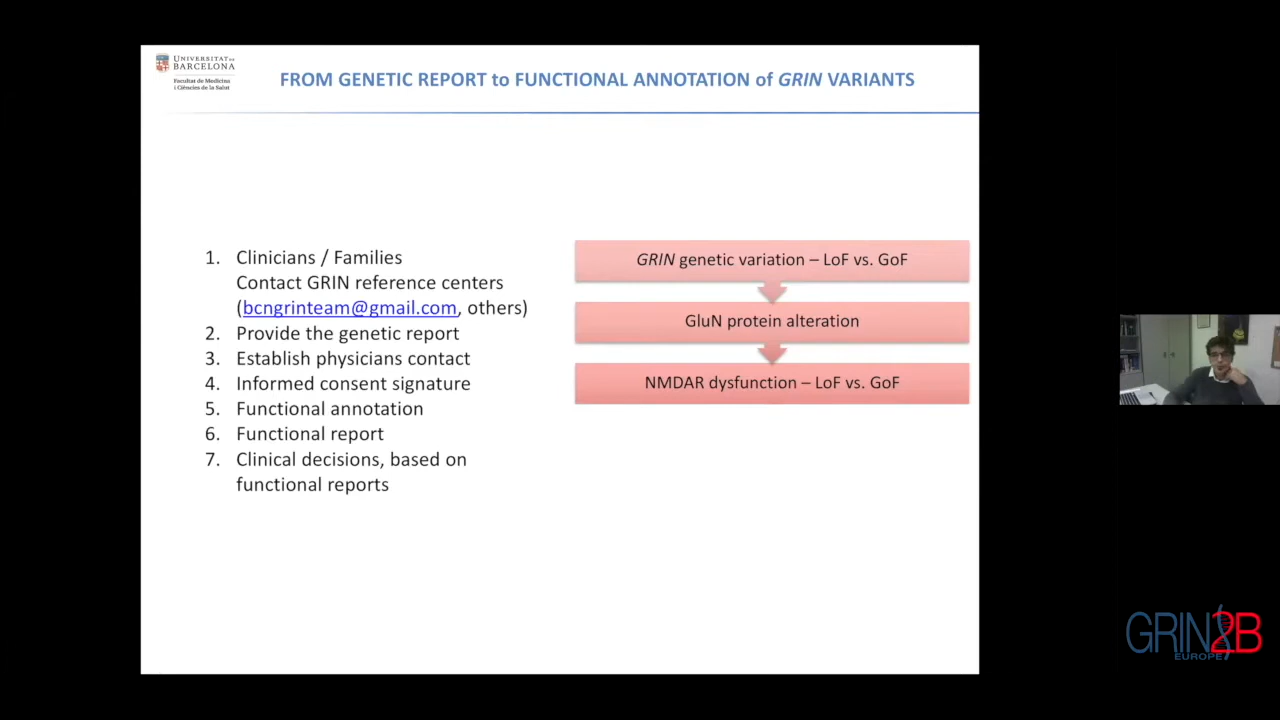 UNIVERSITAT DE
BARCELONA
Facultat de Medicina
i Ciències de la Salut
FROM GENETIC REPORT to FUNCTIONAL ANNOTATION of GRIN VARIANTS
1. Clinicians / Families
Contact GRIN reference centers
(bcngrinteam@gmail.com, others)
2. Provide the genetic report
3. Establish physicians contact
4. Informed consent signature
5. Functional annotation
6. Functional report
7. Clinical decisions, based on
functional reports
GRIN genetic variation – LoF vs. GoF
GluN protein alteration
NMDAR dysfunction – LoF vs. GoF
GRIN2B
EUROPE